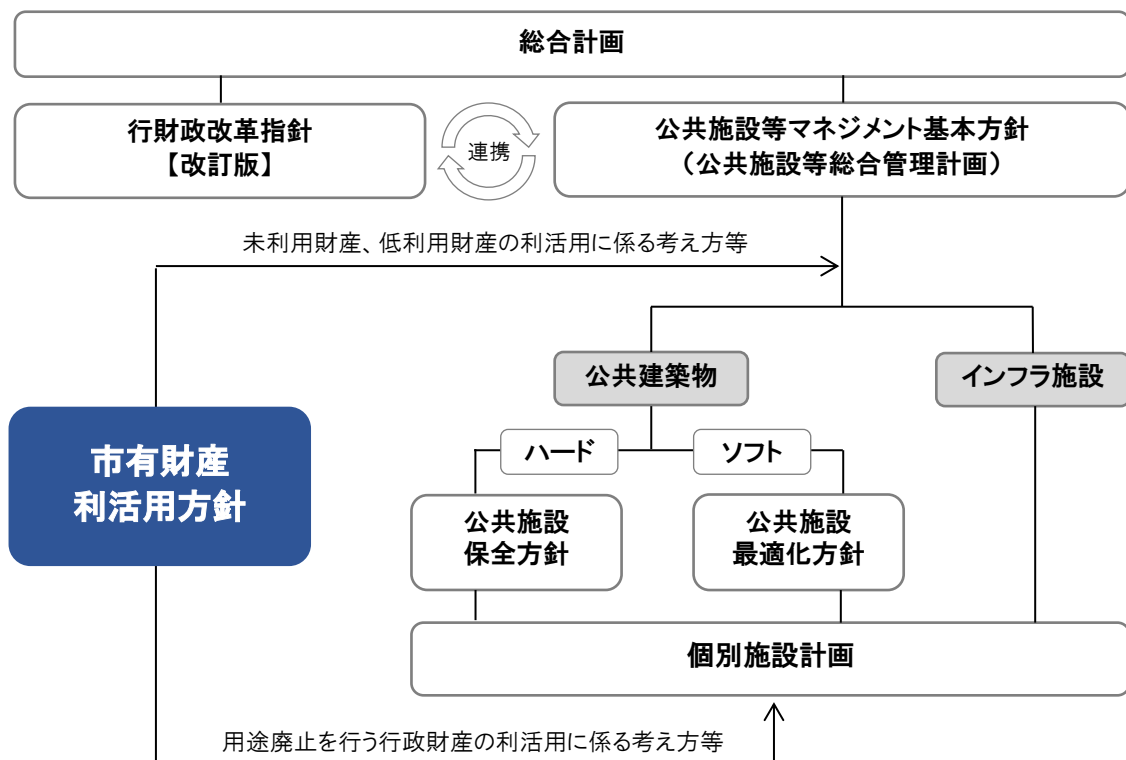 総合計画
行財政改革指針
【改訂版】
連携
公共施設等マネジメント基本方針
（公共施設等総合管理計画）
未利用財産、低利用財産の利活用に係る考え方等
公共建築物
インフラ施設
市有財産
利活用方針
ハード
ソフト
公共施設
保全方針
公共施設
最適化方針
個別施設計画
用途廃止を行う行政財産の利活用に係る考え方等